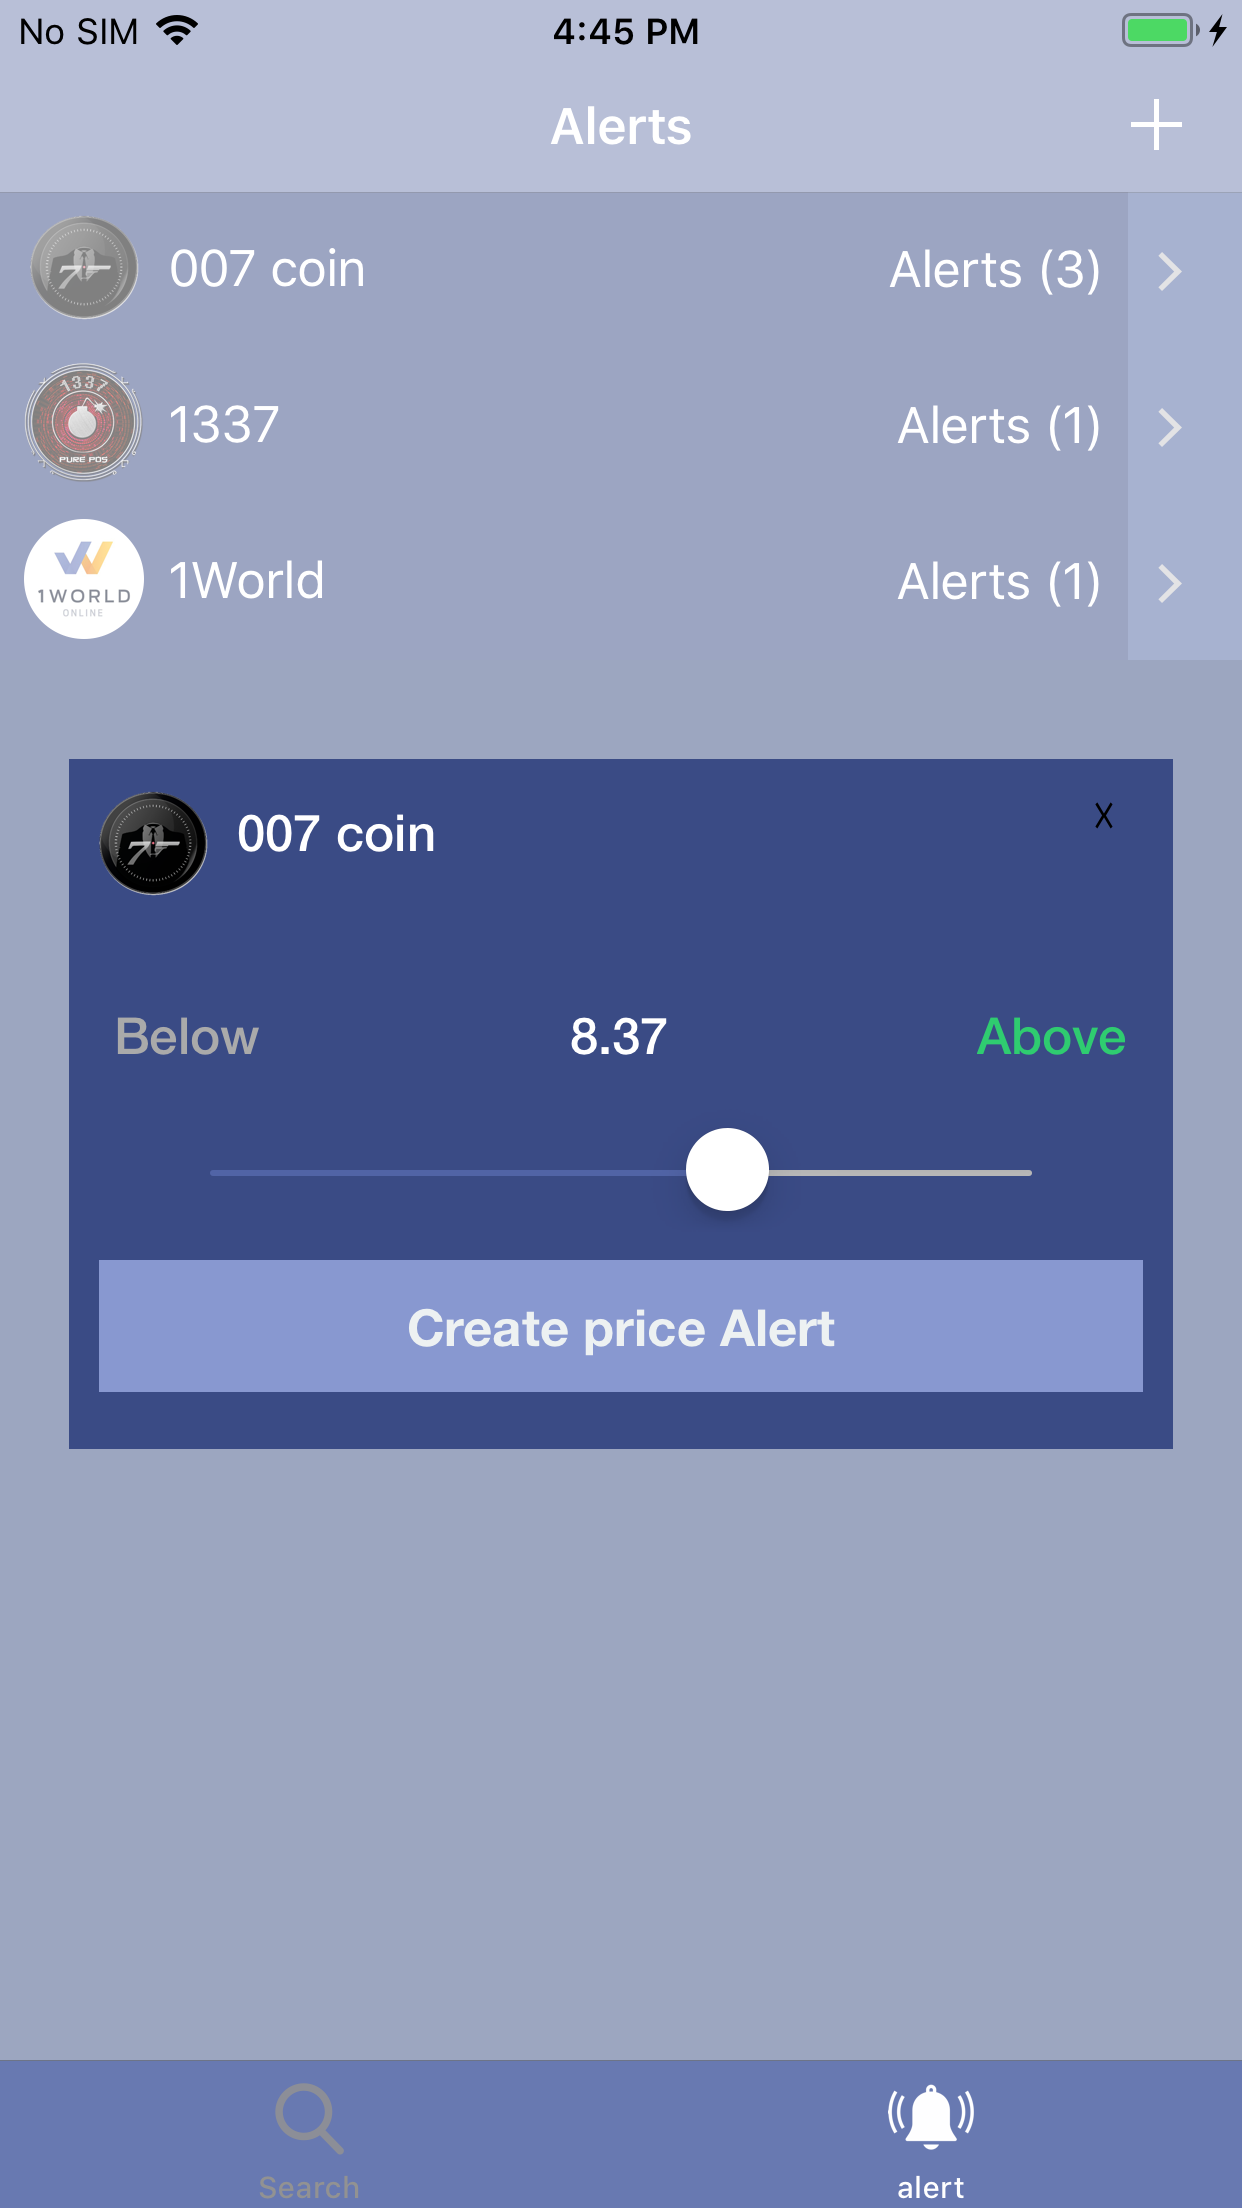 No SIM 4:45 PM
Alerts
007 coin Alerts (3)
1337
PURE POS
1337 Alerts (1)
1WORLD
ONLINE
1World Alerts (1)
007 coin X
Below 8.37 Above
Create price Alert
Search alert